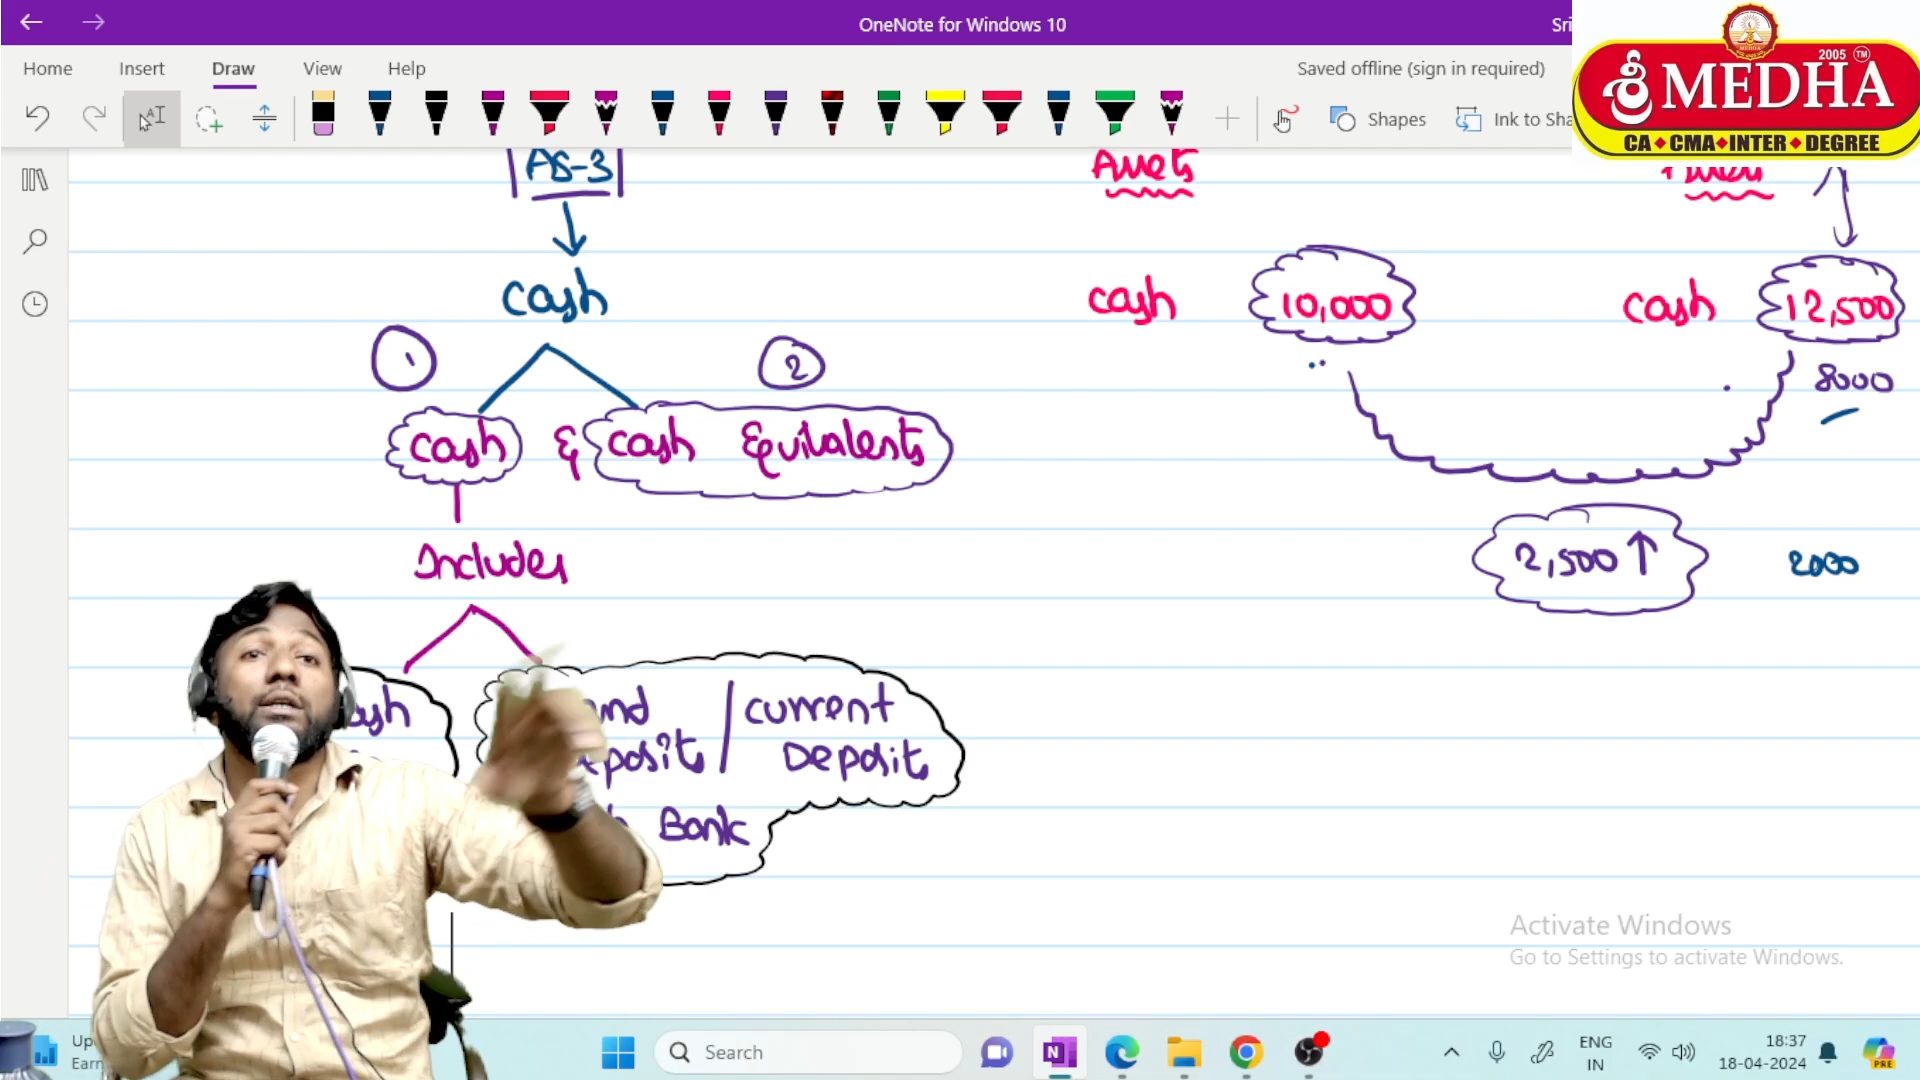 OneNote for Windows 10
Sri
Home Insert Draw View Help
Saved offline (sign in required)
2005 TM
శ్రీ MEDHA
CA CMA INTER DEGREE
Shapes
Ink to Sha
AS-3
Assets
cash
cash 10,000
cash 12,500
1
2
8000
cash & cash Equivalents
Includes
2,500 ↑
2000
current
Deposit
Bank
Activate Windows
Go to Settings to activate Windows.
Search
ENG
IN
18:37
18-04-2024
PRE